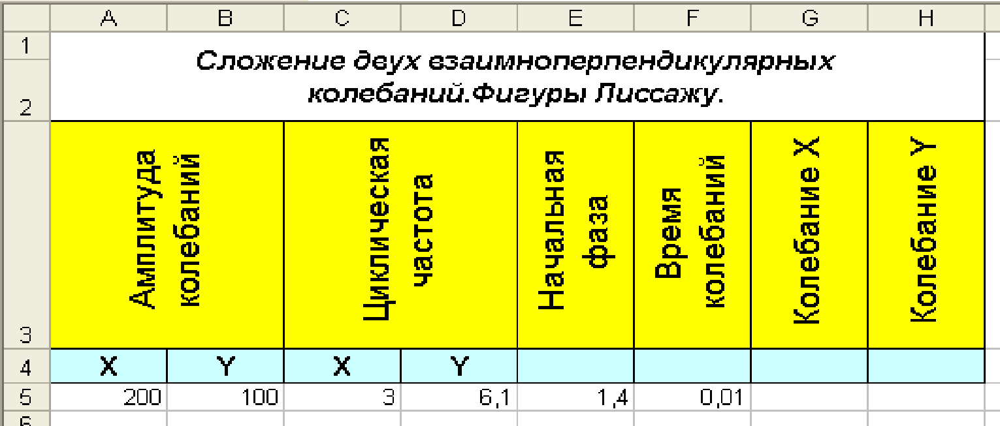 A B C D E F G H
1
Сложение двух взаимноперпендикулярных
2
колебаний.Фигуры Лиссажу.
3
Амплитуда
колебаний
Циклическая
частота
Начальная
фаза
Время
колебаний
Колебание X
Колебание Y
4 X Y X Y
5 200 100 3 6,1 1,4 0,01
6